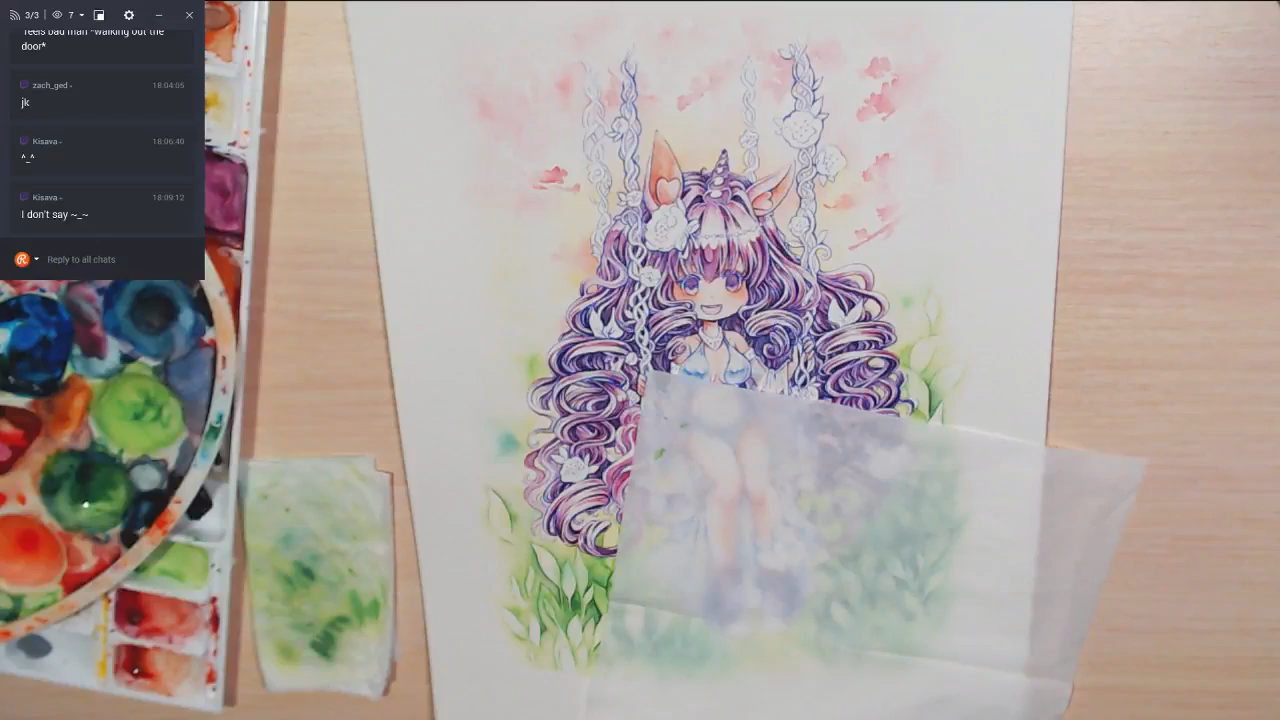 3/3 7
feels bad man *walking out the
door*
zach_ged 18:04:05
jk
Kisava 18:06:40
^_^
Kisava 18:09:12
I don't say ~_~
Reply to all chats